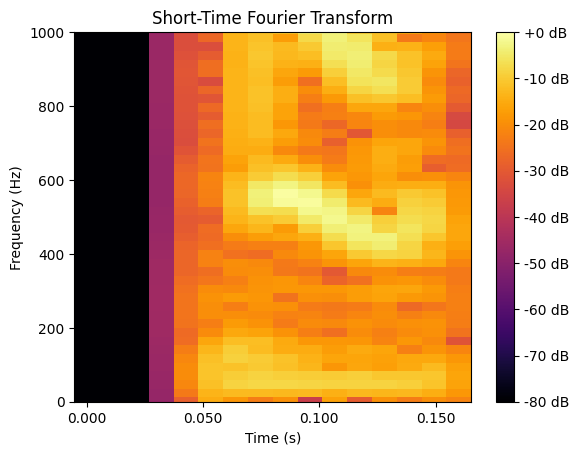 Short-Time Fourier Transform
1000
800
600
400
200
0
Frequency (Hz)
0.000
0.050
0.100
0.150
Time (s)
+0 dB
-10 dB
-20 dB
-30 dB
-40 dB
-50 dB
-60 dB
-70 dB
-80 dB